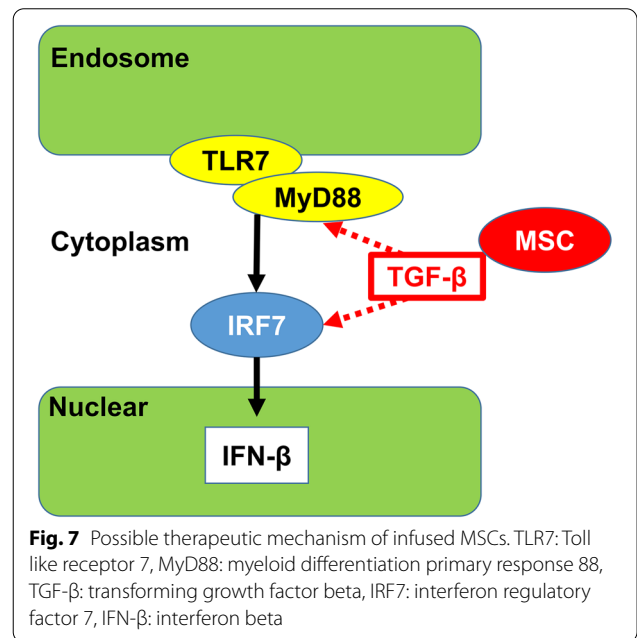 Endosome
TLR7
MyD88
Cytoplasm
MSC
TGF-β
IRF7
Nuclear
IFN-β
Fig. 7 Possible therapeutic mechanism of infused MSCs. TLR7: Toll
like receptor 7, MyD88: myeloid differentiation primary response 88,
TGF-β: transforming growth factor beta, IRF7: interferon regulatory
factor 7, IFN-β: interferon beta